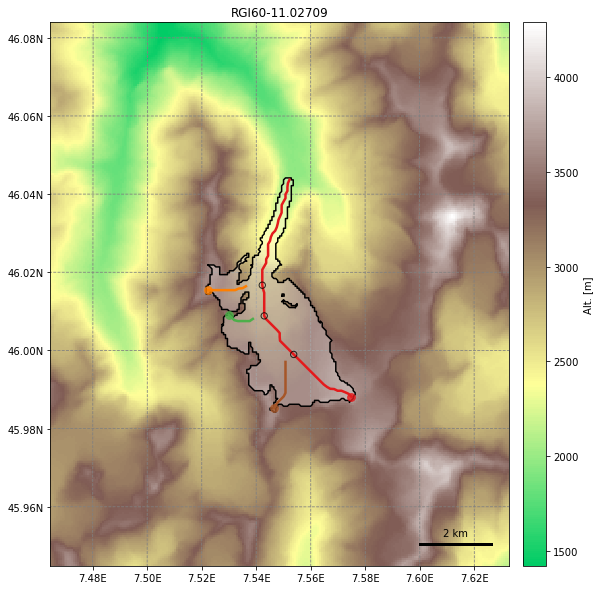 RGI60-11.02709
46.08N
46.06N
46.04N
46.02N
46.00N
45.98N
45.96N
7.48E 7.50E 7.52E 7.54E 7.56E 7.58E 7.60E 7.62E
2 km
4000
3500
3000
2500
2000
1500
Alt. [m]